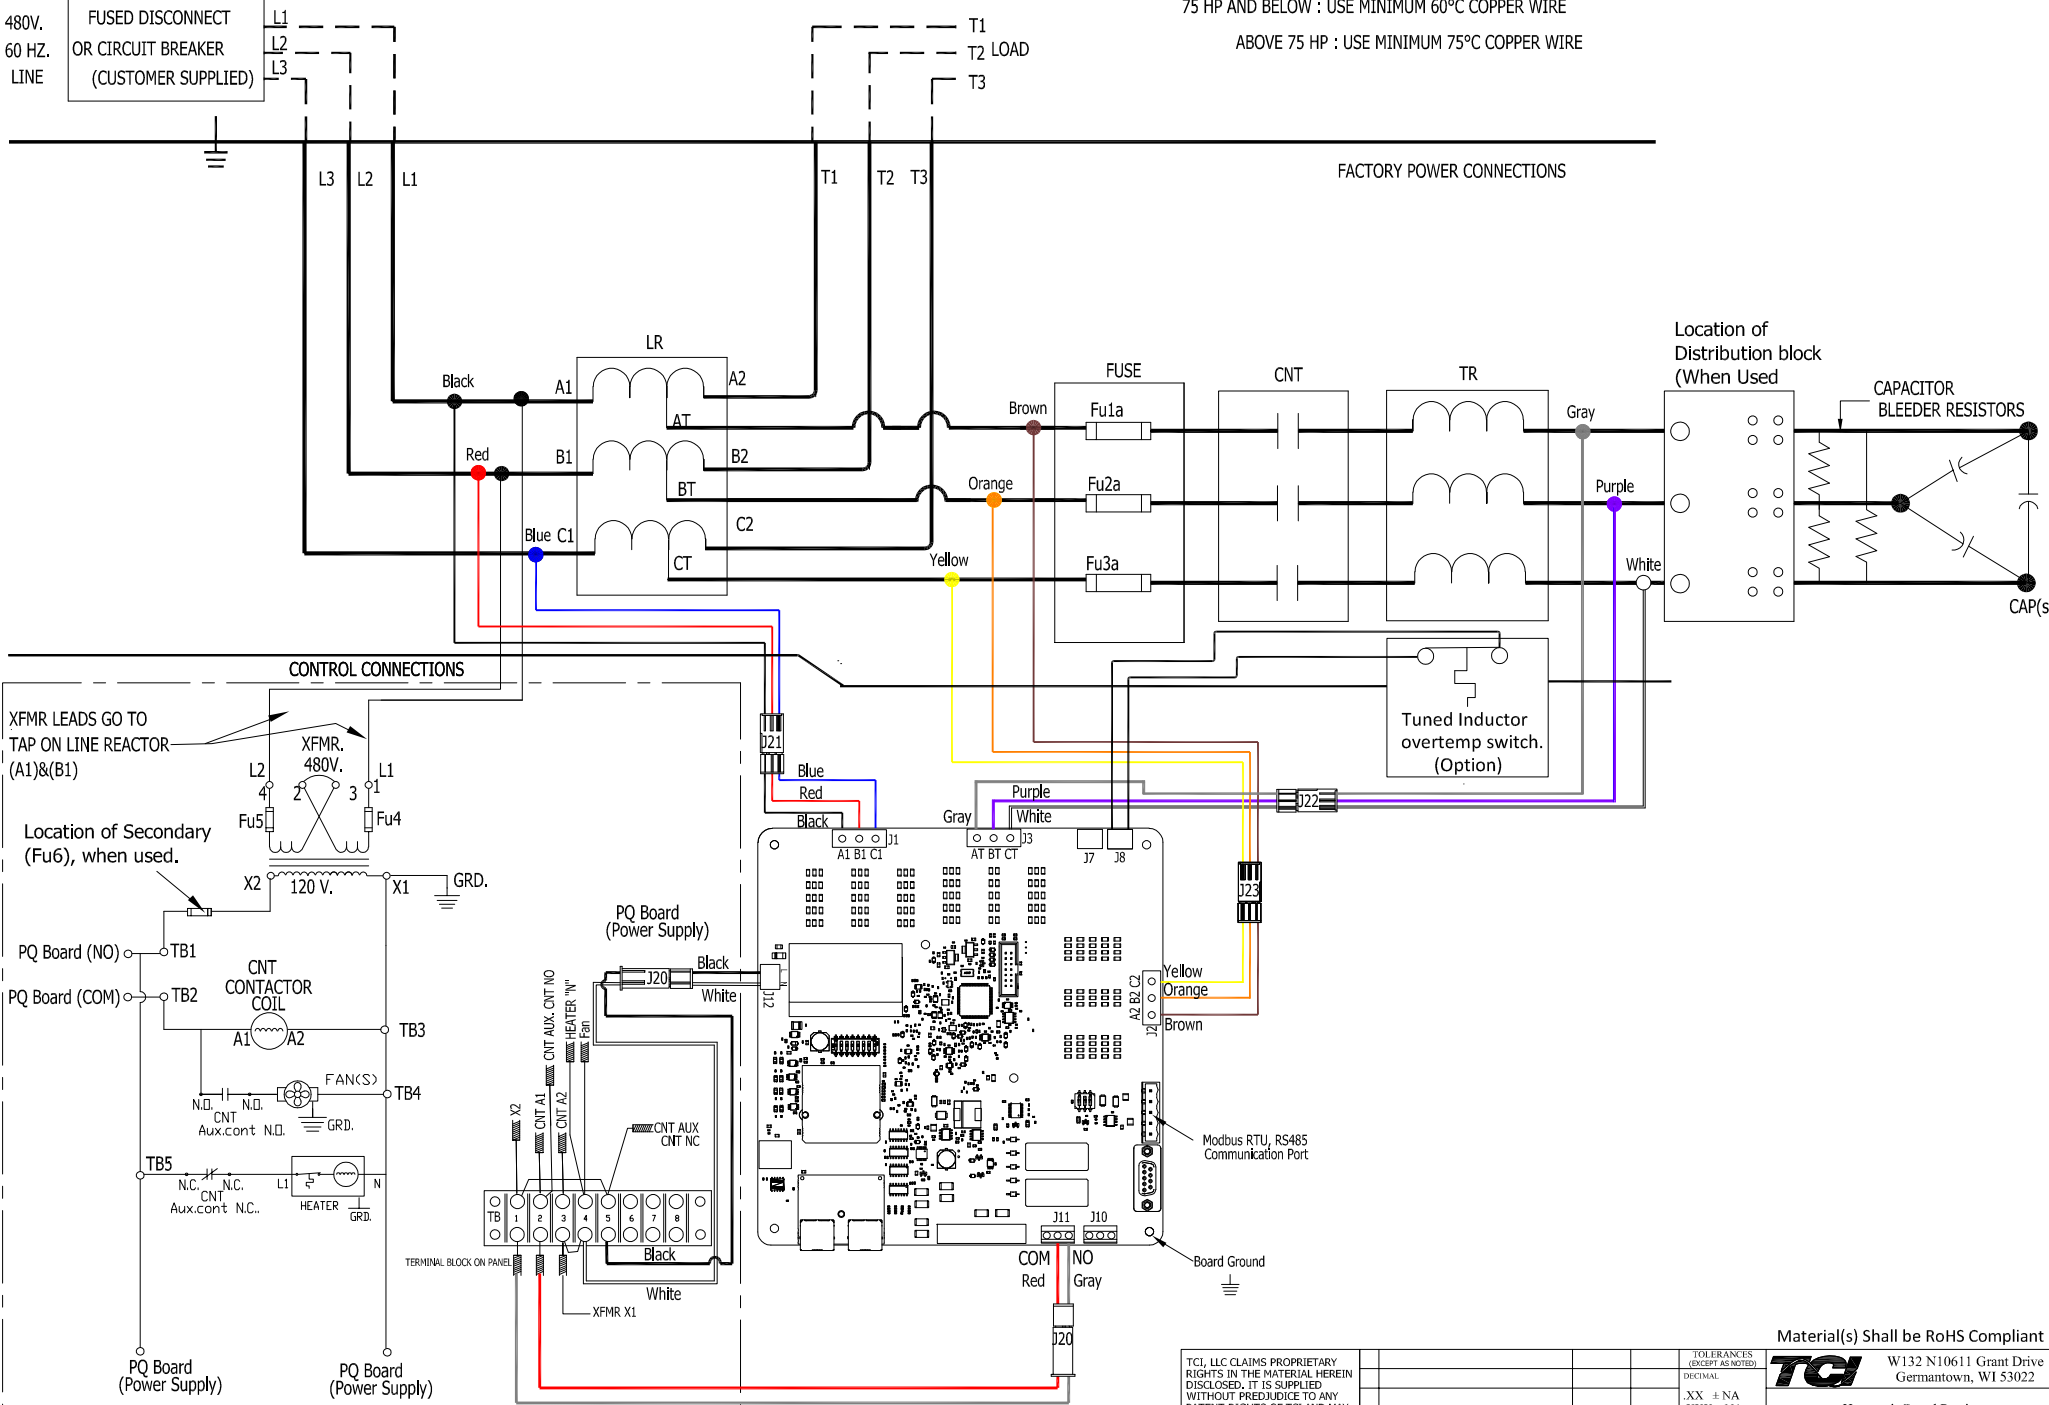 480V.
60 HZ.
LINE
FUSED DISCONNECT
OR CIRCUIT BREAKER
(CUSTOMER SUPPLIED)
L1
L2
L3
T1
T2 LOAD
T3
75 HP AND BELOW : USE MINIMUM 60°C COPPER WIRE
ABOVE 75 HP : USE MINIMUM 75°C COPPER WIRE
FACTORY POWER CONNECTIONS
L3
L2
L1
T1
T2
T3
LR
Black
A1
A2
AT
Red
B1
B2
BT
Blue C1
C2
CT
Brown
Orange
Yellow
FUSE
Fu1a
Fu2a
Fu3a
CNT
TR
Gray
Purple
White
Location of
Distribution block
(When Used
CAPACITOR
BLEEDER RESISTORS
CAP(s
CONTROL CONNECTIONS
Tuned Inductor
overtemp switch.
(Option)
XFMR LEADS GO TO
TAP ON LINE REACTOR
(A1)&(B1)
XFMR.
480V.
L2
4
2
3
1
L1
Fu5
Fu4
Location of Secondary
(Fu6), when used.
X2
120 V.
X1
GRD.
PQ Board (NO)
TB1
PQ Board (COM)
TB2
CNT
CONTACTOR
COIL
A1
A2
TB3
FAN(S)
TB4
N.O.
N.O.
CNT
Aux.cont N.O.
GRD.
TB5
N.C.
N.C.
CNT
Aux.cont N.C..
L1
N
HEATER
GRD.
PQ Board
(Power Supply)
PQ Board
(Power Supply)
J21
Blue
Red
Black
J1
A1 B1 C1
Gray
Purple
White
J3
AT BT CT
J7
J8
J22
J23
PQ Board
(Power Supply)
J20
Black
White
J12
L
N
Yellow
Orange
Brown
A2 B2 C2
J2
X2
CNT A1
CNT AUX. CNT NO
CNT A2
HEATER "N"
Fan
CNT AUX
CNT NC
TB
1
2
3
4
5
6
7
8
TERMINAL BLOCK ON PANEL
Black
White
XFMR X1
Modbus RTU, RS485
Communication Port
J11
J10
COM
NO
Red
Gray
Board Ground
J20
Material(s) Shall be RoHS Compliant
TCI, LLC CLAIMS PROPRIETARY
RIGHTS IN THE MATERIAL HEREIN
DISCLOSED. IT IS SUPPLIED
WITHOUT PREDJUDICE TO ANY
TOLERANCES
(EXCEPT AS NOTED)
DECIMAL
.XX ± NA
TCI
W132 N10611 Grant Drive
Germantown, WI 53022